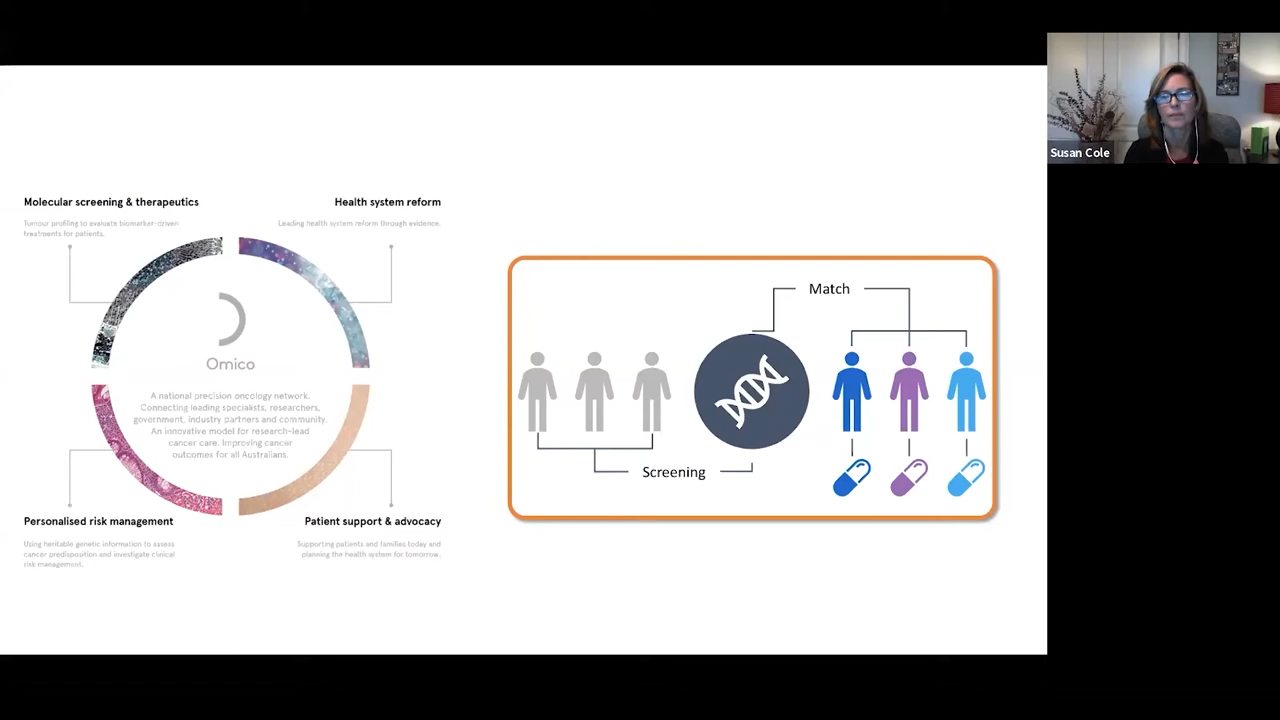 Molecular screening & therapeutics
Tumour profiling to evaluate biomarker-driven
treatments for patients.
Health system reform
Leading health system reform through evidence.
Omico
A national precision oncology network.
Connecting leading specialists, researchers,
government, industry partners and community.
An innovative model for research-lead
cancer care. Improving cancer
outcomes for all Australians.
Personalised risk management
Using heritable genetic information to assess
cancer predisposition and investigate clinical
risk management.
Patient support & advocacy
Supporting patients and families today and
planning the health system for tomorrow.
Match
Screening
Susan Cole